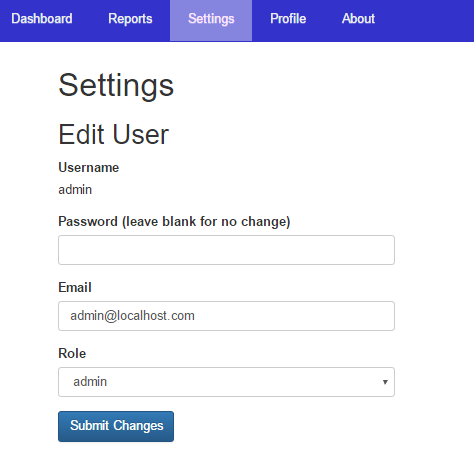 Dashboard Reports Settings Profile About
Settings
Edit User
Username
admin
Password (leave blank for no change)
Email
admin@localhost.com
Role
admin
Submit Changes